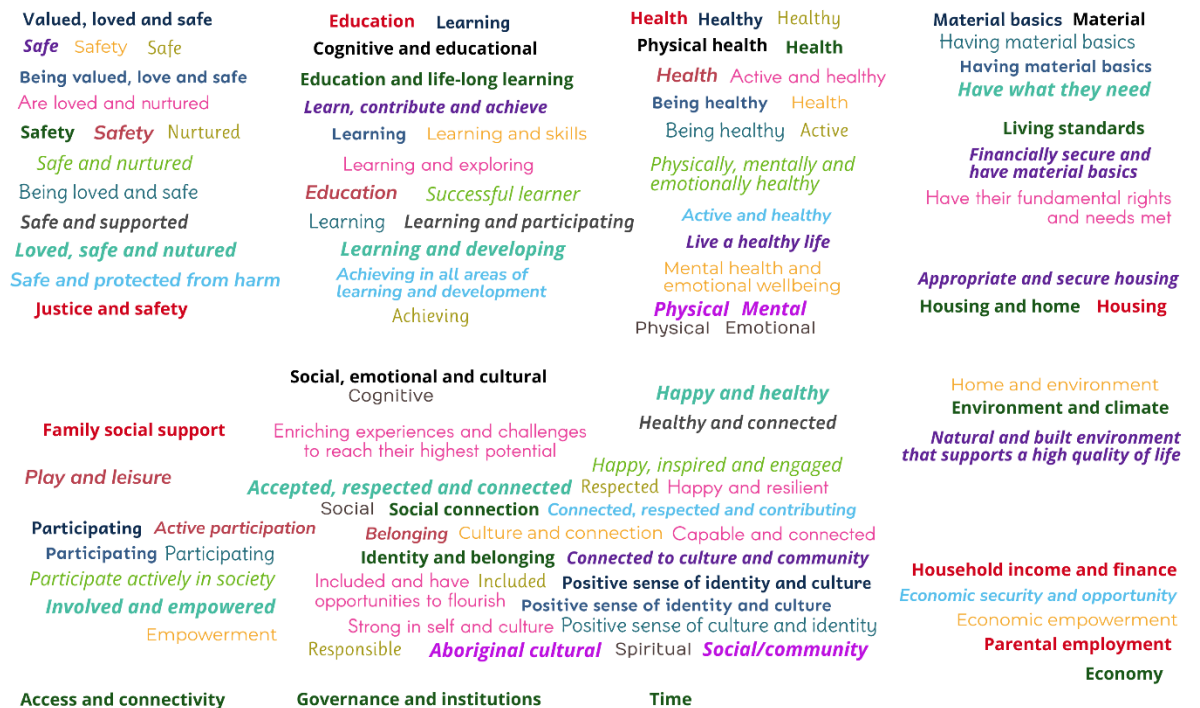 Valued, loved and safe
Safe Safety Safe
Being valued, love and safe
Are loved and nurtured
Safety Safety Nurtured
Safe and nurtured
Being loved and safe
Safe and supported
Loved, safe and nutured
Safe and protected from harm
Justice and safety
Education Learning
Cognitive and educational
Education and life-long learning
Learn, contribute and achieve
Learning Learning and skills
Learning and exploring
Education Successful learner
Learning Learning and participating
Learning and developing
Achieving in all areas of
learning and development
Achieving
Health Healthy Healthy
Physical health Health
Health Active and healthy
Being healthy Health
Being healthy Active
Physically, mentally and
emotionally healthy
Active and healthy
Live a healthy life
Mental health and
emotional wellbeing
Physical Mental
Physical Emotional
Material basics Material
Having material basics
Having material basics
Have what they need
Living standards
Financially secure and
have material basics
Have their fundamental rights
and needs met
Appropriate and secure housing
Housing and home Housing
Family social support
Play and leisure
Participating Active participation
Participating Participating
Participate actively in society
Involved and empowered
Empowerment
Social, emotional and cultural
Cognitive
Enriching experiences and challenges
to reach their highest potential
Happy and healthy
Healthy and connected
Happy, inspired and engaged
Accepted, respected and connected Respected Happy and resilient
Social Social connection Connected, respected and contributing
Belonging Culture and connection Capable and connected
Identity and belonging Connected to culture and community
Included and have Included Positive sense of identity and culture
opportunities to flourish Positive sense of identity and culture
Strong in self and culture Positive sense of culture and identity
Responsible Aboriginal cultural Spiritual Social/community
Home and environment
Environment and climate
Natural and built environment
that supports a high quality of life
Household income and finance
Economic security and opportunity
Economic empowerment
Parental employment
Economy
Access and connectivity Governance and institutions Time